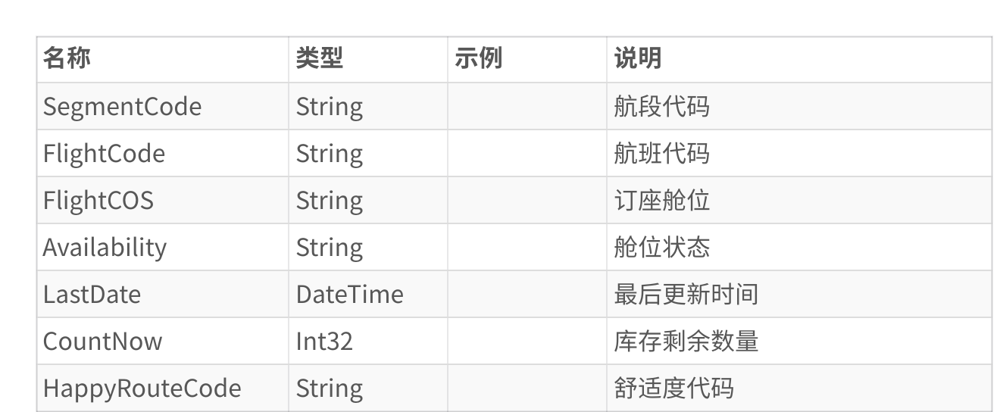 名称 类型 示例 说明
SegmentCode String 航段代码
FlightCode String 航班代码
FlightCOS String 订座舱位
Availability String 舱位状态
LastDate DateTime 最后更新时间
CountNow Int32 库存剩余数量
HappyRouteCode String 舒适度代码